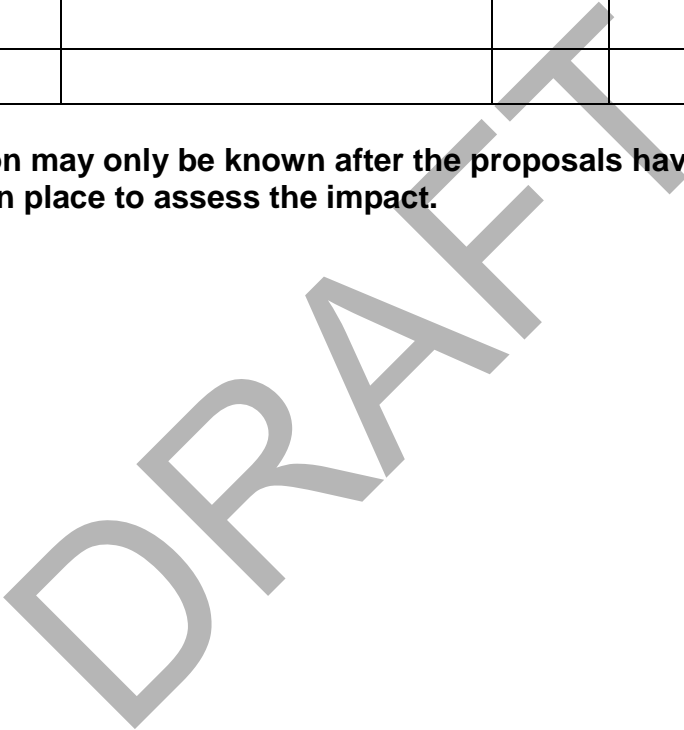 on may only be known after the proposals hav
n place to assess the impact.
DRAFT